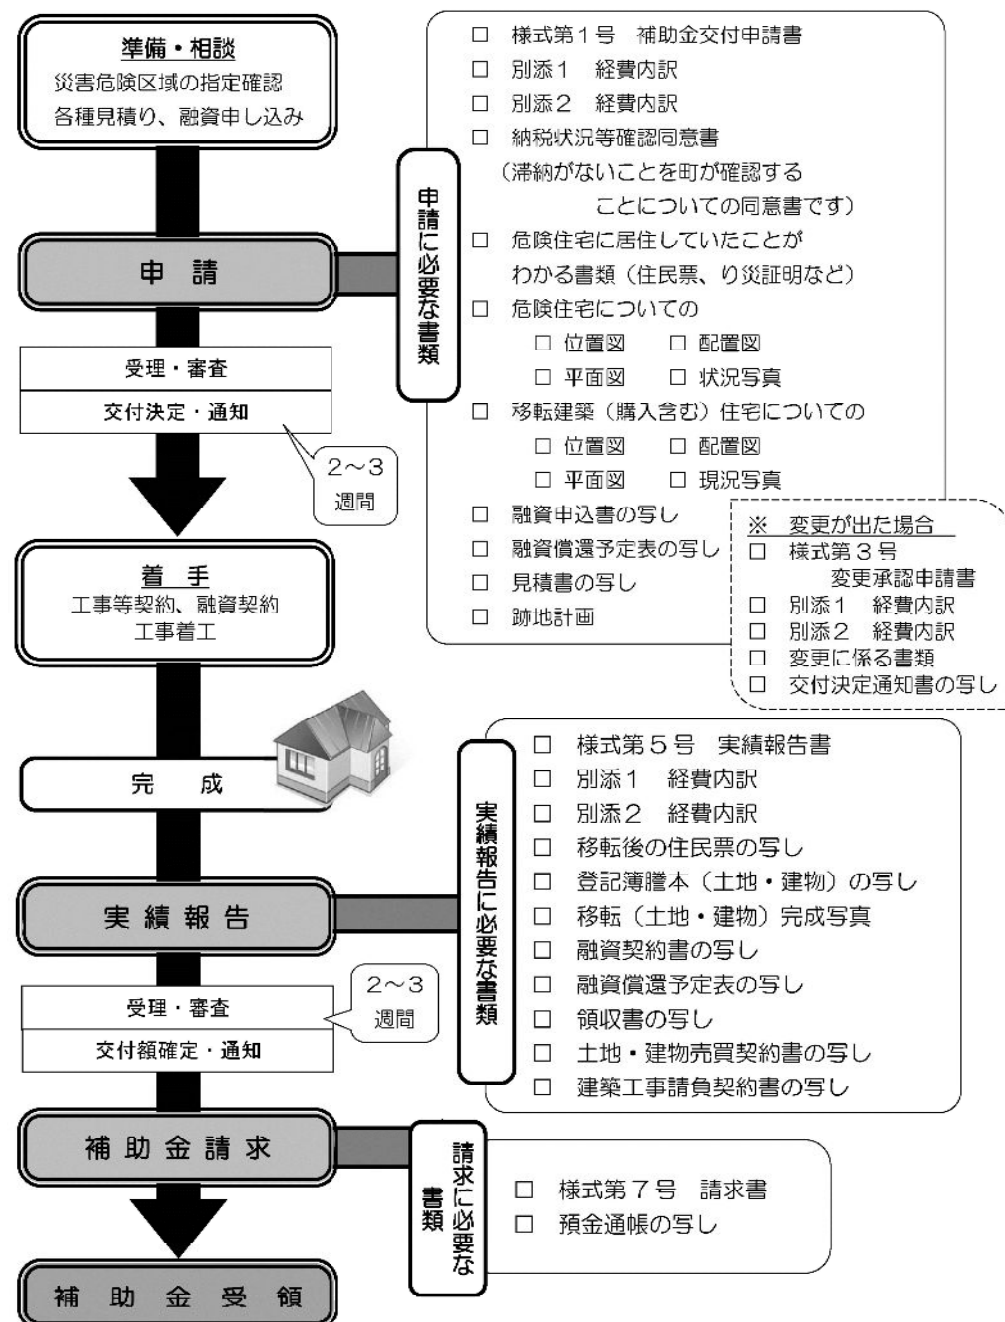 準備・相談
災害危険区域の指定確認
各種見積り、融資申し込み
申請
受理・審査
交付決定・通知
2～3
週間
申請に必要な書類
□ 様式第1号 補助金交付申請書
□ 別添1 経費内訳
□ 別添2 経費内訳
□ 納税状況等確認同意書
（滞納がないことを町が確認する
ことについての同意書です）
□ 危険住宅に居住していたことが
わかる書類（住民票、り災証明など）
□ 危険住宅についての
□ 位置図 □ 配置図
□ 平面図 □ 状況写真
□ 移転建築（購入含む）住宅についての
□ 位置図 □ 配置図
□ 平面図 □ 現況写真
□ 融資申込書の写し
□ 融資償還予定表の写し
□ 見積書の写し
□ 跡地計画
※ 変更が出た場合
□ 様式第3号
変更承認申請書
□ 別添1 経費内訳
□ 別添2 経費内訳
□ 変更に係る書類
□ 交付決定通知書の写し
着手
工事等契約、融資契約
工事着工
完成
実績報告
受理・審査
交付額確定・通知
2～3
週間
実績報告に必要な書類
□ 様式第5号 実績報告書
□ 別添1 経費内訳
□ 別添2 経費内訳
□ 移転後の住民票の写し
□ 登記簿謄本（土地・建物）の写し
□ 移転（土地・建物）完成写真
□ 融資契約書の写し
□ 融資償還予定表の写し
□ 領収書の写し
□ 土地・建物売買契約書の写し
□ 建築工事請負契約書の写し
補助金請求
請求に必要な
書類
□ 様式第7号 請求書
□ 預金通帳の写し
補助金受領